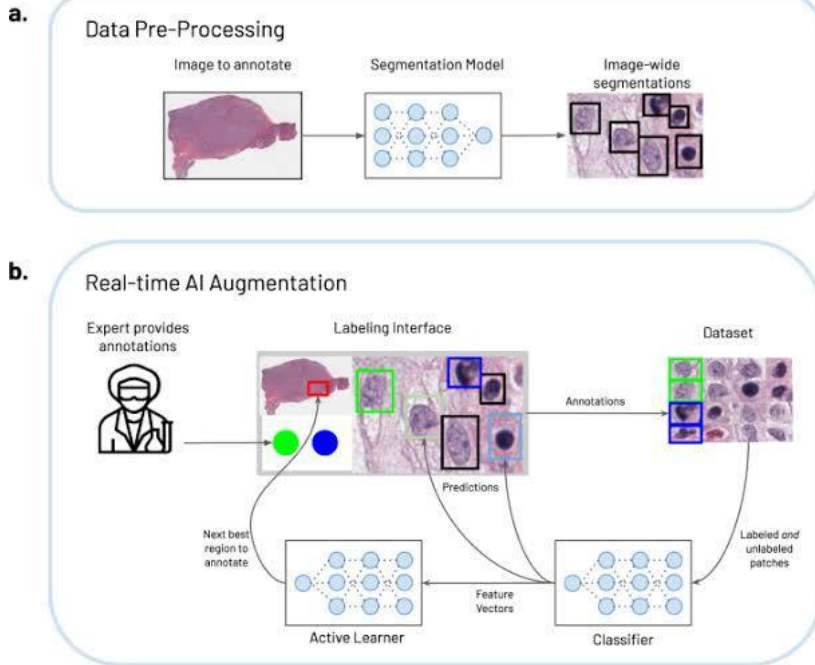 a.
Data Pre-Processing
Image to annotate
Segmentation Model
Image-wide
segmentations
b.
Real-time AI Augmentation
Expert provides
annotations
Labeling Interface
Dataset
Annotations
Predictions
Next best
region to
annotate
Labeled and
unlabeled
patches
Feature
Vectors
Active Learner
Classifier